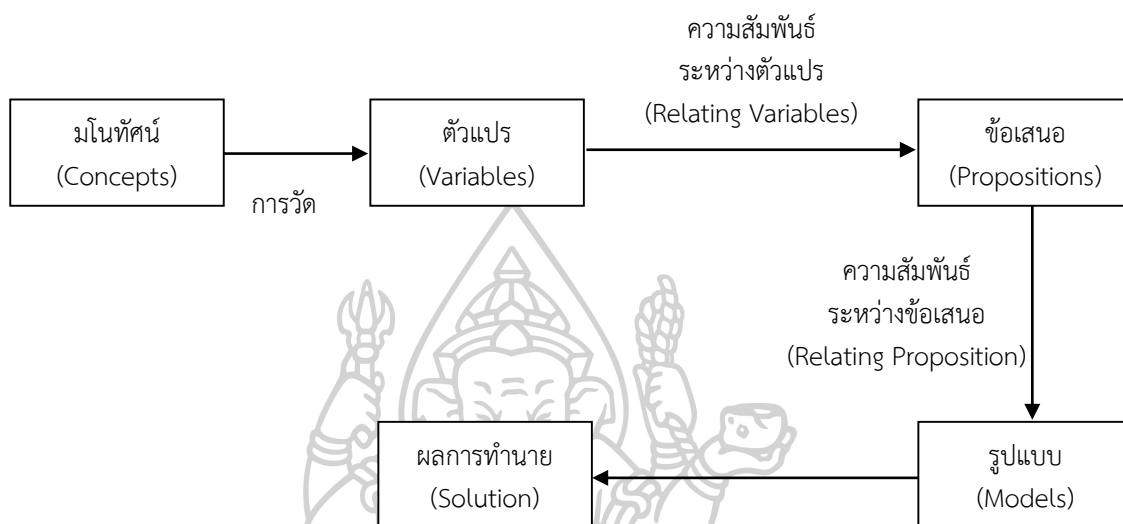 มโนทัศน์
(Concepts)
การวัด
ตัวแปร
(Variables)
ความสัมพันธ์
ระหว่างตัวแปร
(Relating Variables)
ข้อเสนอ
(Propositions)
ความสัมพันธ์
ระหว่างข้อเสนอ
(Relating Proposition)
รูปแบบ
(Models)
ผลการทำนาย
(Solution)